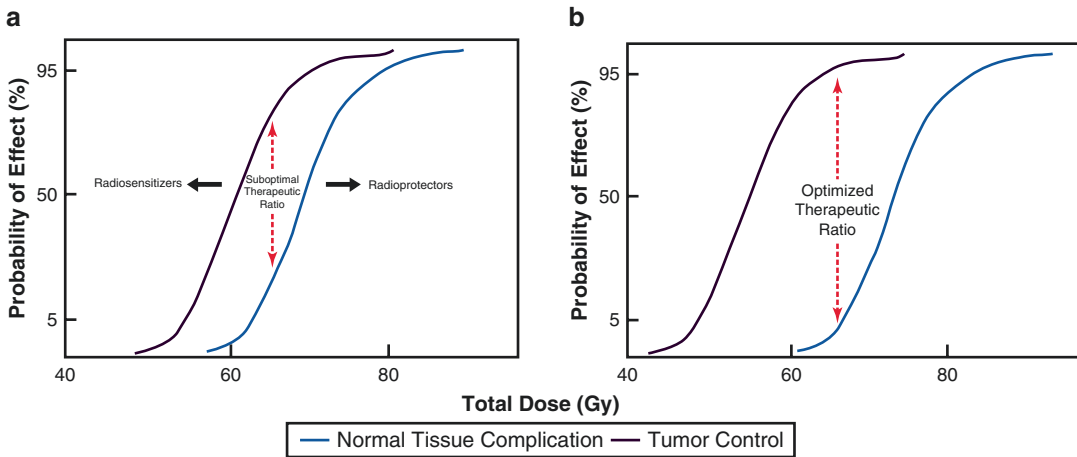 a
Probability of Effect (%)
95
50
5
40
60
80
Radiosensitizers
Suboptimal
Therapeutic
Ratio
Radioprotectors
b
Probability of Effect (%)
95
50
5
40
60
80
Optimized
Therapeutic
Ratio
Total Dose (Gy)
Normal Tissue Complication
Tumor Control